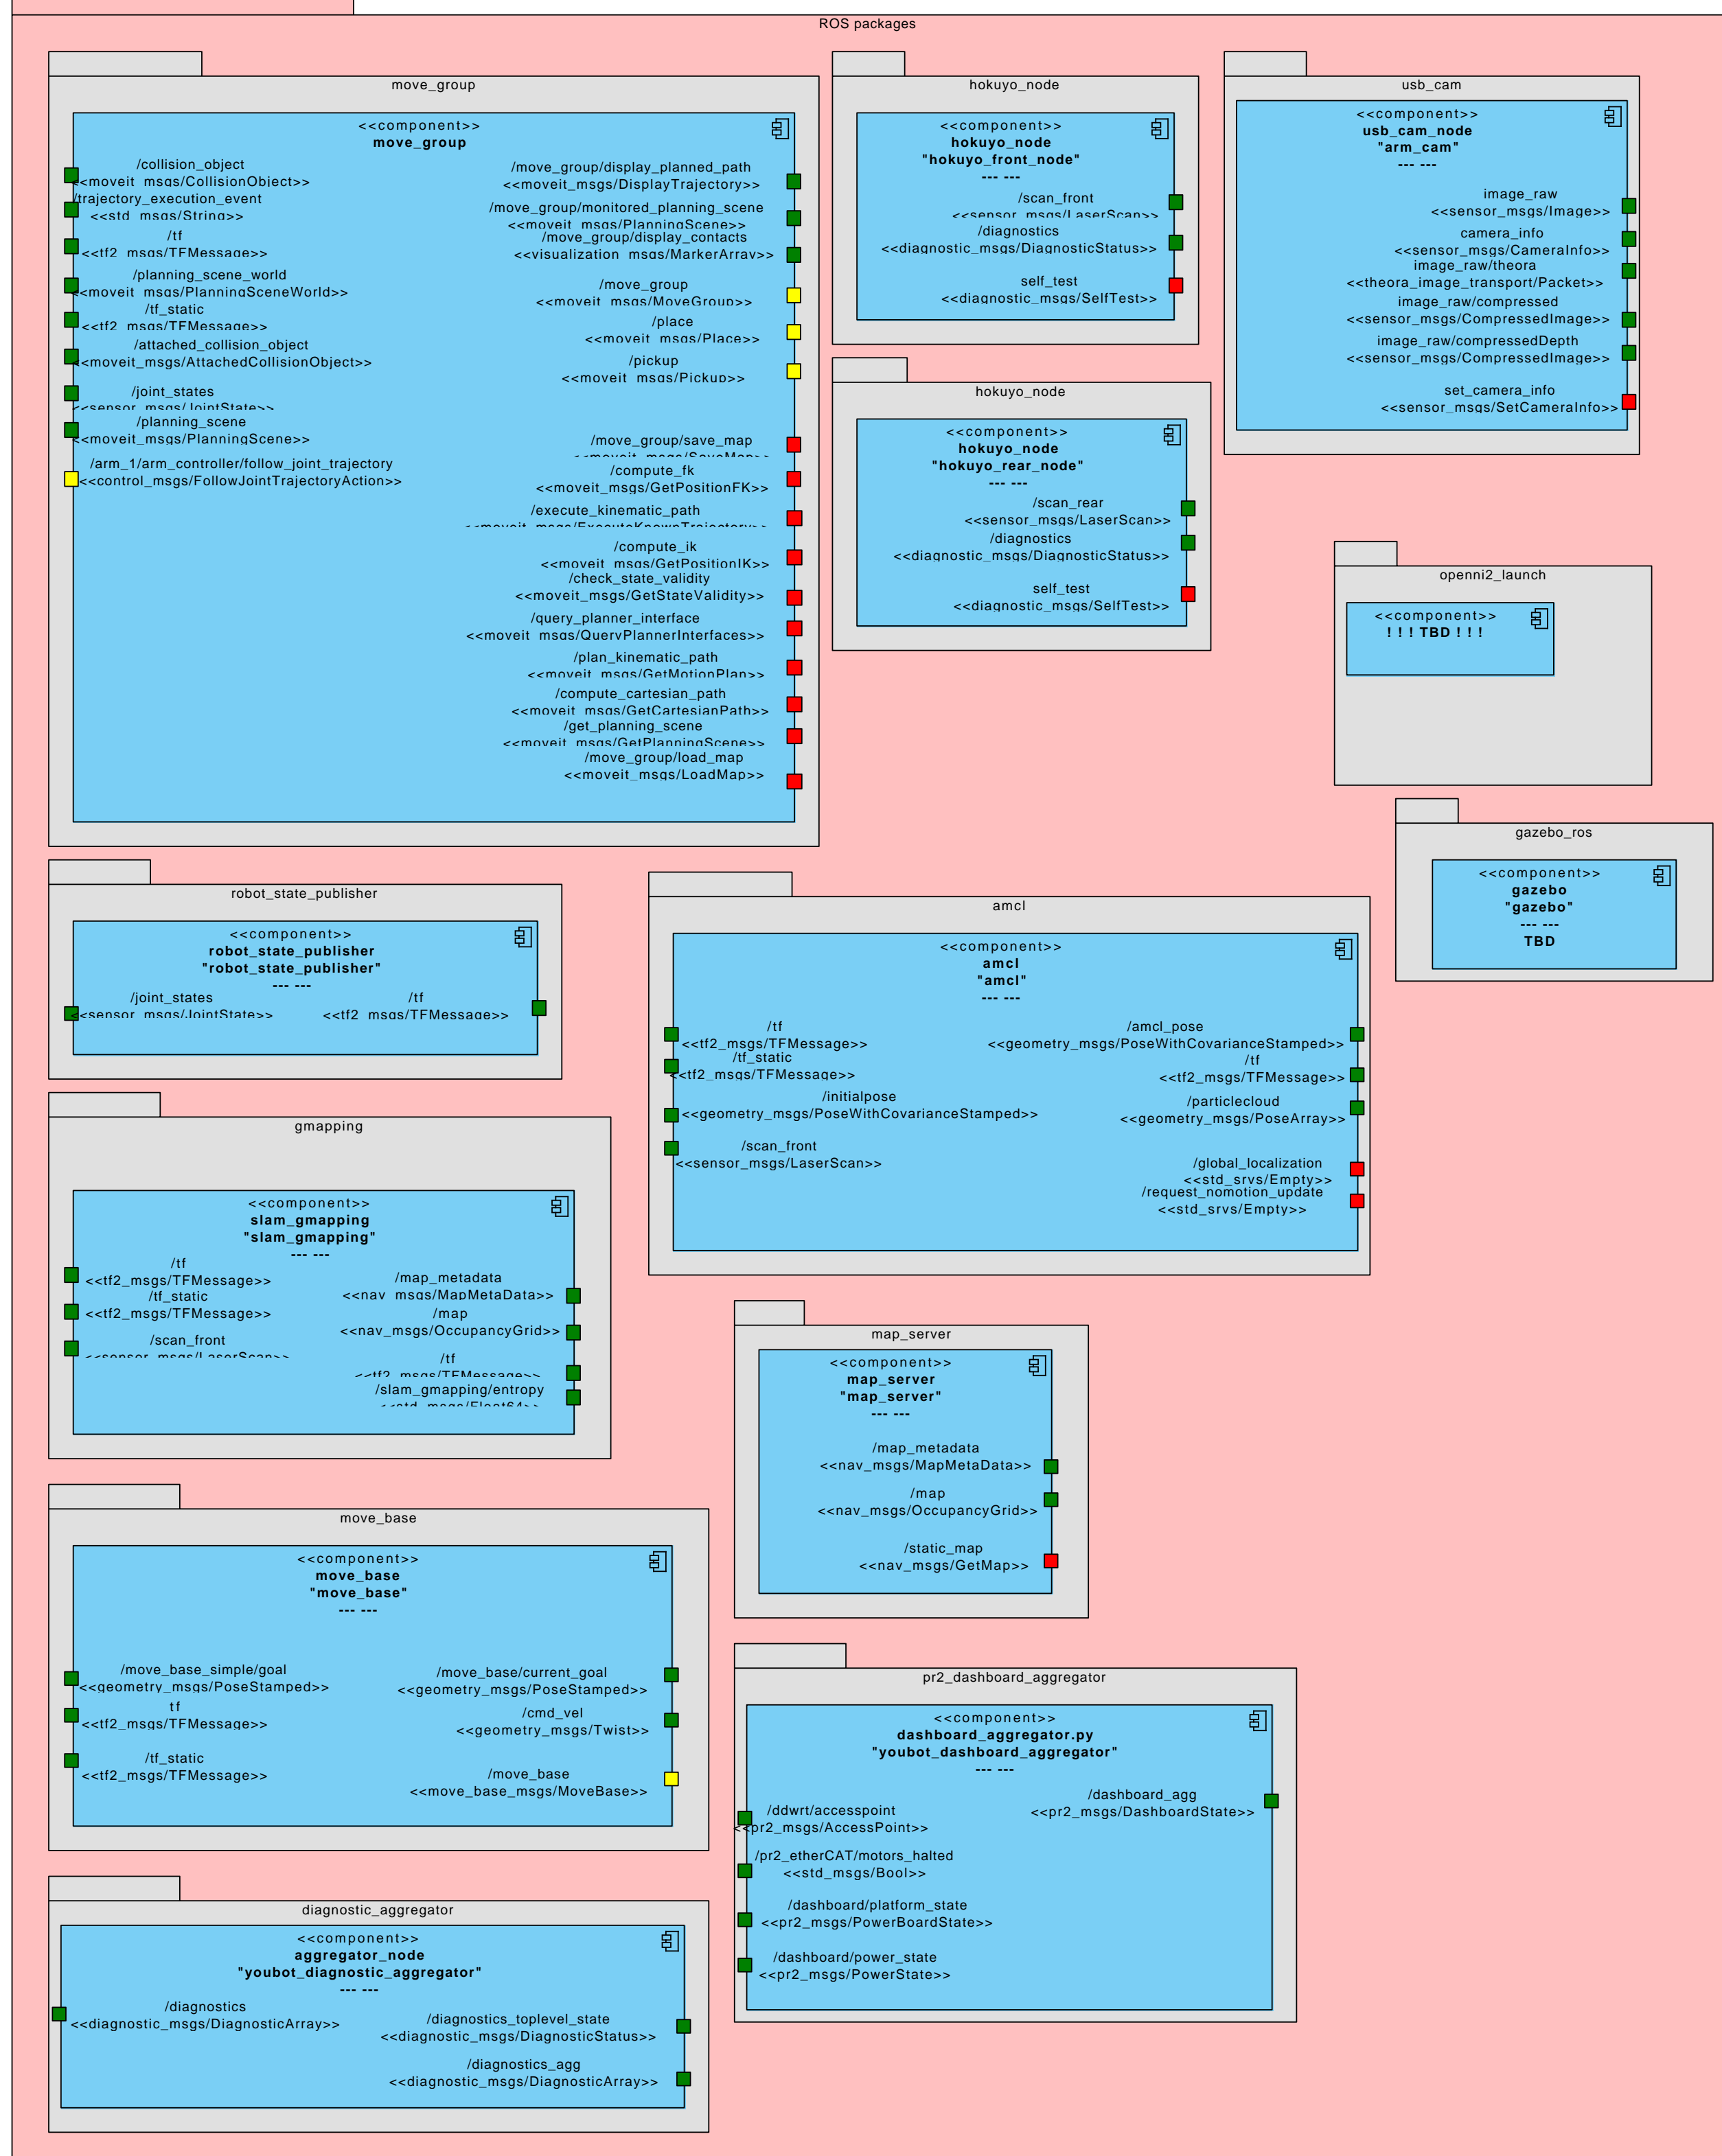 ROS packages
move_group
<<component>>
move_group
/collision_object
<<moveit_msgs/CollisionObject>>
/trajectory_execution_event
<<std_msgs/String>>
/tf
<<tf2_msgs/TFMessage>>
/planning_scene_world
<<moveit_msgs/PlanningSceneWorld>>
/tf_static
<<tf2_msgs/TFMessage>>
/attached_collision_object
<<moveit_msgs/AttachedCollisionObject>>
/joint_states
<<sensor_msgs/JointState>>
/planning_scene
<<moveit_msgs/PlanningScene>>
/arm_1/arm_controller/follow_joint_trajectory
<<control_msgs/FollowJointTrajectoryAction>>
/move_group/display_planned_path
<<moveit_msgs/DisplayTrajectory>>
/move_group/monitored_planning_scene
<<moveit_msgs/PlanningScene>>
/move_group/display_contacts
<<visualization_msgs/MarkerArray>>
/move_group
<<moveit_msgs/MoveGroup>>
/place
<<moveit_msgs/Place>>
/pickup
<<moveit_msgs/Pickup>>
/move_group/save_map
<<moveit_msgs/SaveMap>>
/compute_fk
<<moveit_msgs/GetPositionFK>>
/execute_kinematic_path
<<moveit_msgs/ExecuteKnownTrajectory>>
/compute_ik
<<moveit_msgs/GetPositionIK>>
/check_state_validity
<<moveit_msgs/GetStateValidity>>
/query_planner_interface
<<moveit_msgs/QueryPlannerInterfaces>>
/plan_kinematic_path
<<moveit_msgs/GetMotionPlan>>
/compute_cartesian_path
<<moveit_msgs/GetCartesianPath>>
/get_planning_scene
<<moveit_msgs/GetPlanningScene>>
/move_group/load_map
<<moveit_msgs/LoadMap>>
hokuyo_node
<<component>>
hokuyo_node
"hokuyo_front_node"
--- ---
/scan_front
<<sensor_msgs/LaserScan>>
/diagnostics
<<diagnostic_msgs/DiagnosticStatus>>
self_test
<<diagnostic_msgs/SelfTest>>
usb_cam
<<component>>
usb_cam_node
"arm_cam"
--- ---
image_raw
<<sensor_msgs/Image>>
camera_info
<<sensor_msgs/CameraInfo>>
image_raw/theora
<<theora_image_transport/Packet>>
image_raw/compressed
<<sensor_msgs/CompressedImage>>
image_raw/compressedDepth
<<sensor_msgs/CompressedImage>>
set_camera_info
<<sensor_msgs/SetCameraInfo>>
hokuyo_node
<<component>>
hokuyo_node
"hokuyo_rear_node"
--- ---
/scan_rear
<<sensor_msgs/LaserScan>>
/diagnostics
<<diagnostic_msgs/DiagnosticStatus>>
self_test
<<diagnostic_msgs/SelfTest>>
openni2_launch
<<component>>
! ! ! TBD ! ! !
gazebo_ros
<<component>>
gazebo
"gazebo"
--- ---
TBD
robot_state_publisher
<<component>>
robot_state_publisher
"robot_state_publisher"
--- ---
/joint_states
<<sensor_msgs/JointState>>
/tf
<<tf2_msgs/TFMessage>>
amcl
<<component>>
amcl
"amcl"
--- ---
/tf
<<tf2_msgs/TFMessage>>
/tf_static
<<tf2_msgs/TFMessage>>
/initialpose
<<geometry_msgs/PoseWithCovarianceStamped>>
/scan_front
<<sensor_msgs/LaserScan>>
/amcl_pose
<<geometry_msgs/PoseWithCovarianceStamped>>
/tf
<<tf2_msgs/TFMessage>>
/particlecloud
<<geometry_msgs/PoseArray>>
/global_localization
<<std_srvs/Empty>>
/request_nomotion_update
<<std_srvs/Empty>>
gmapping
<<component>>
slam_gmapping
"slam_gmapping"
--- ---
/tf
<<tf2_msgs/TFMessage>>
/tf_static
<<tf2_msgs/TFMessage>>
/scan_front
<<sensor_msgs/LaserScan>>
/map_metadata
<<nav_msgs/MapMetaData>>
/map
<<nav_msgs/OccupancyGrid>>
/tf
<<tf2_msgs/TFMessage>>
/slam_gmapping/entropy
<<std_msgs/Float64>>
map_server
<<component>>
map_server
"map_server"
--- ---
/map_metadata
<<nav_msgs/MapMetaData>>
/map
<<nav_msgs/OccupancyGrid>>
/static_map
<<nav_msgs/GetMap>>
move_base
<<component>>
move_base
"move_base"
--- ---
/move_base_simple/goal
<<geometry_msgs/PoseStamped>>
tf
<<tf2_msgs/TFMessage>>
/tf_static
<<tf2_msgs/TFMessage>>
/move_base/current_goal
<<geometry_msgs/PoseStamped>>
/cmd_vel
<<geometry_msgs/Twist>>
/move_base
<<move_base_msgs/MoveBase>>
pr2_dashboard_aggregator
<<component>>
dashboard_aggregator.py
"youbot_dashboard_aggregator"
--- ---
/ddwrt/accesspoint
<<pr2_msgs/AccessPoint>>
/pr2_etherCAT/motors_halted
<<std_msgs/Bool>>
/dashboard/platform_state
<<pr2_msgs/PowerBoardState>>
/dashboard/power_state
<<pr2_msgs/PowerState>>
/dashboard_agg
<<pr2_msgs/DashboardState>>
diagnostic_aggregator
<<component>>
aggregator_node
"youbot_diagnostic_aggregator"
--- ---
/diagnostics
<<diagnostic_msgs/DiagnosticArray>>
/diagnostics_toplevel_state
<<diagnostic_msgs/DiagnosticStatus>>
/diagnostics_agg
<<diagnostic_msgs/DiagnosticArray>>